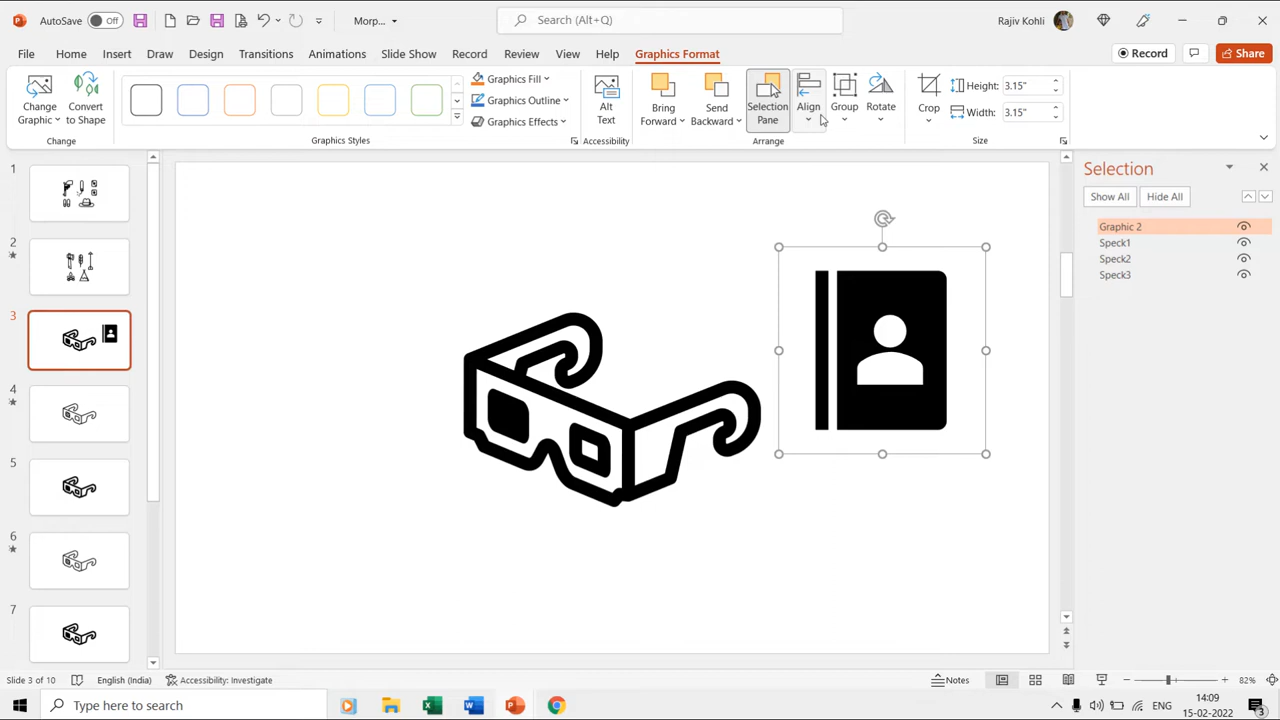 AutoSave Off Morp... Search (Alt+Q) Rajiv Kohli
File Home Insert Draw Design Transitions Animations Slide Show Record Review View Help Graphics Format Record Share
Change Graphic Convert to Shape Graphics Fill Graphics Outline Graphics Effects Alt Text Bring Forward Send Backward Selection Pane Align Group Rotate Crop Height: 3.15" Width: 3.15"
Change Graphics Styles Accessibility Arrange Size
1
2
3
4
5
6
7
Selection
Show All Hide All
Graphic 2
Speck1
Speck2
Speck3
Slide 3 of 10 English (India) Accessibility: Investigate Notes 82%
Type here to search ENG 14:09
15-02-2022 3